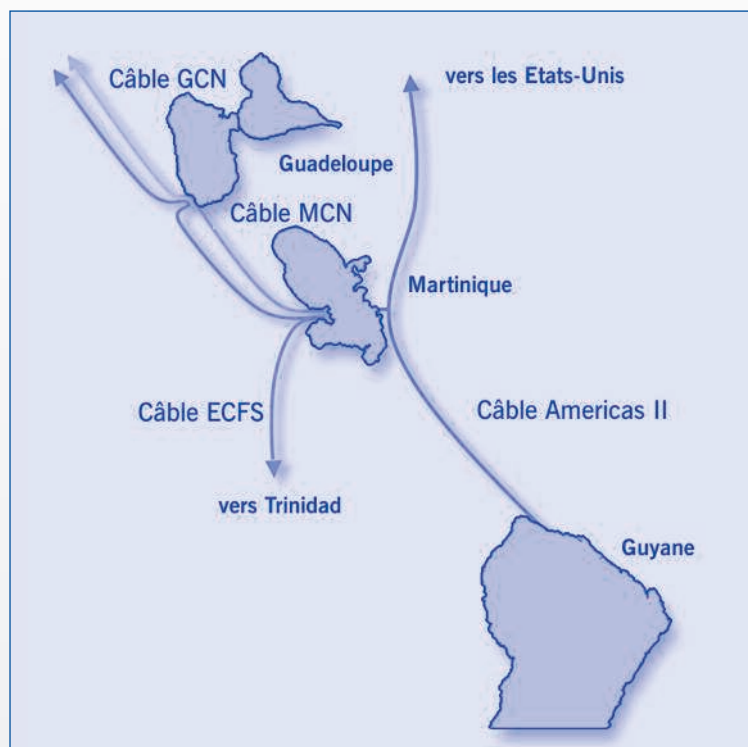 Câble GCN
vers les Etats-Unis
Guadeloupe
Câble MCN
Martinique
Câble ECFS
Câble Americas II
vers Trinidad
Guyane